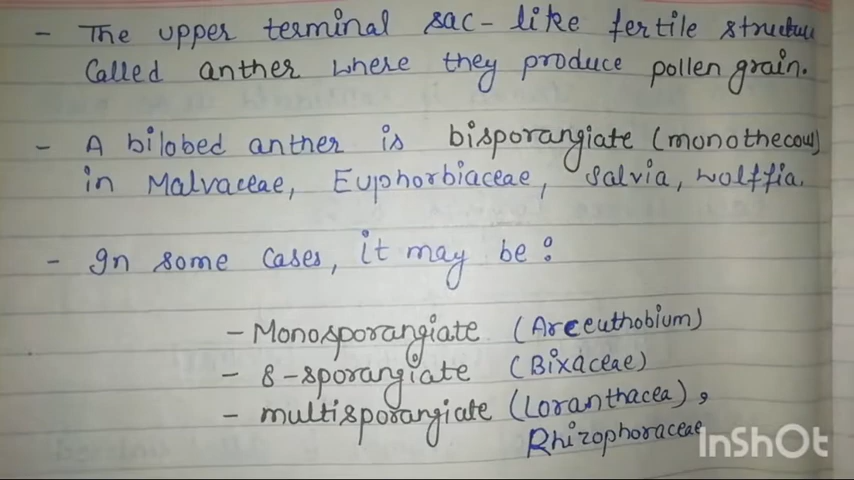 - The upper terminal sac-like fertile structure
called anther where they produce pollen grain.
- A bilobed anther is bisporangiate (monothecous)
in Malvaceae, Euphorbiaceae, Salvia, wolffia.
- In some cases, it may be :
- Monosporangiate (Arceuthobium)
- 8-sporangiate (Bixaceae)
- multisporangiate (Loranthacea),
Rhizophoraceae
InShOt